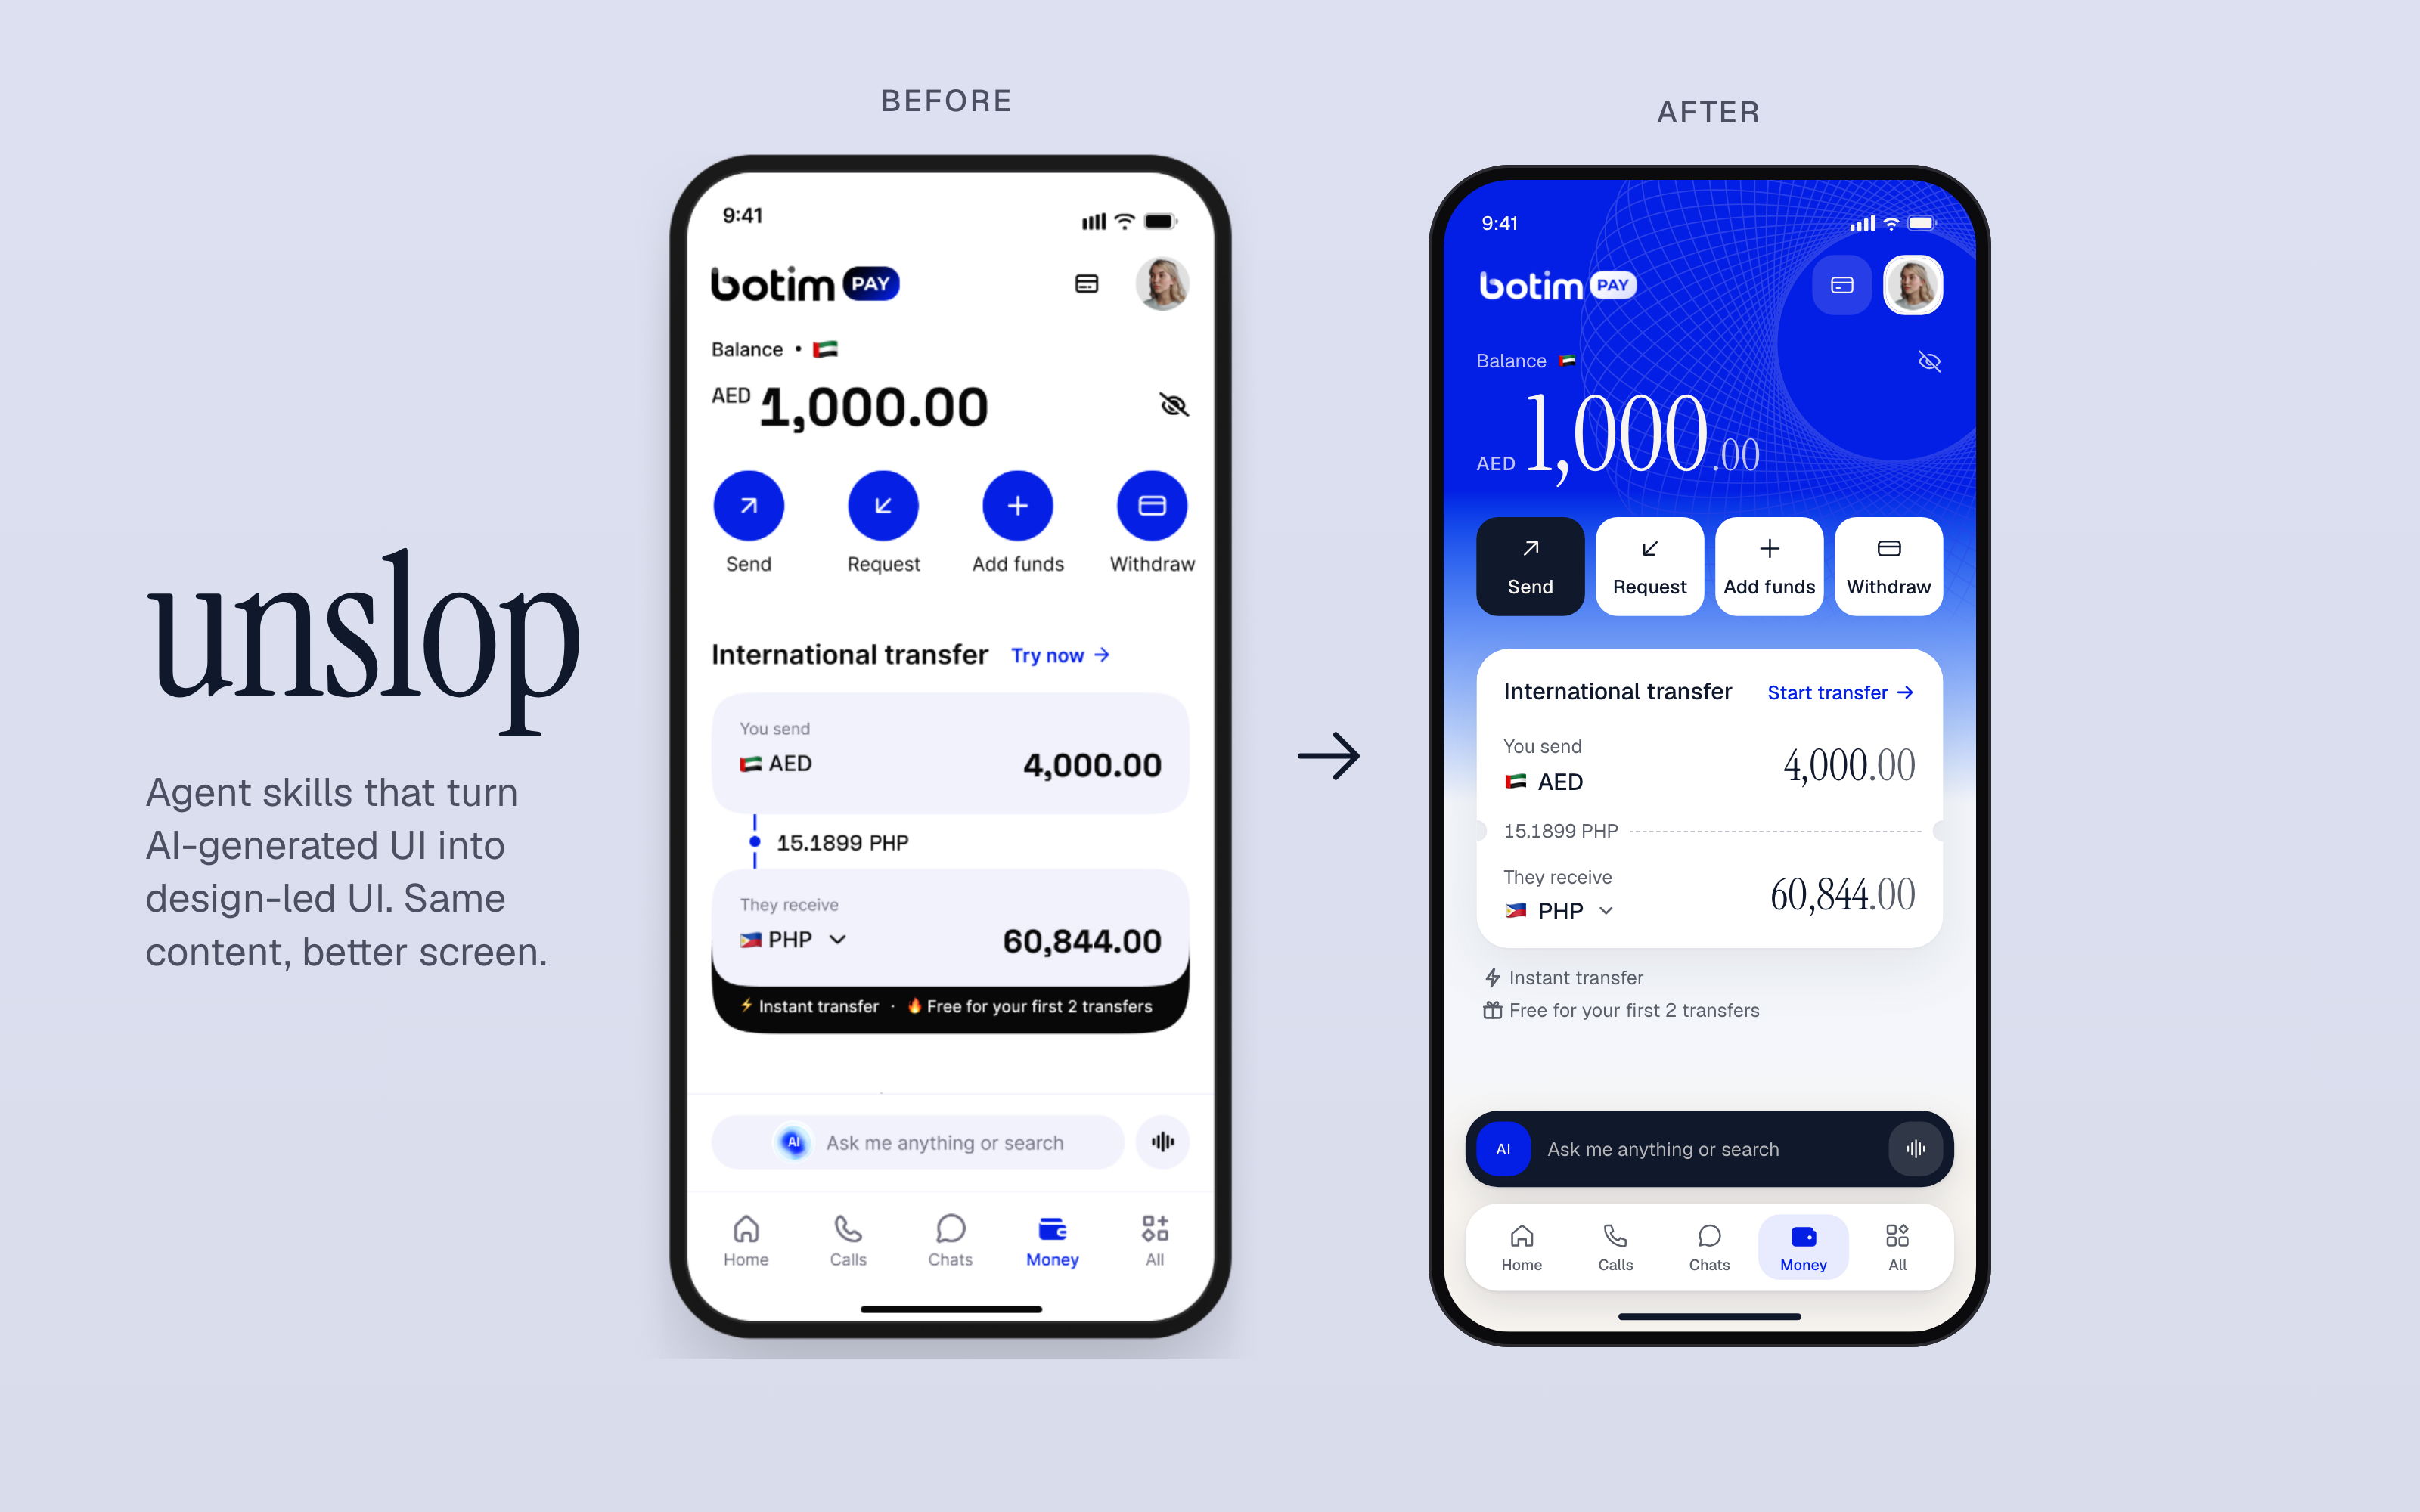 unslop
Agent skills that turn
AI-generated UI into
design-led UI. Same
content, better screen.
BEFORE
9:41
botim PAY
Balance •
AED 1,000.00
Send Request Add funds Withdraw
International transfer Try now →
You send
AED 4,000.00
15.1899 PHP
They receive
PHP 60,844.00
Instant transfer · Free for your first 2 transfers
AI Ask me anything or search
Home Calls Chats Money All
AFTER
9:41
botim PAY
Balance
AED 1,000.00
Send Request Add funds Withdraw
International transfer Start transfer →
You send
AED 4,000.00
15.1899 PHP
They receive
PHP 60,844.00
Instant transfer
Free for your first 2 transfers
AI Ask me anything or search
Home Calls Chats Money All